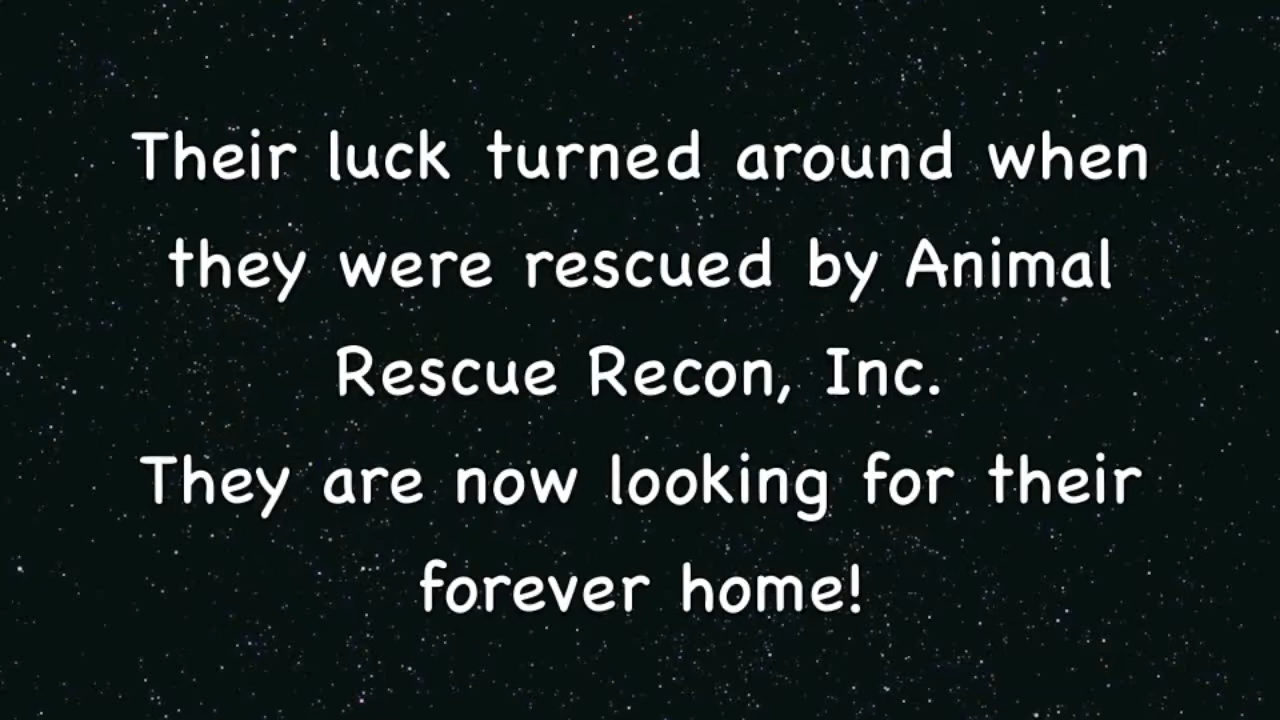 Their luck turned around when
they were rescued by Animal
Rescue Recon, Inc.
They are now looking for their
forever home!